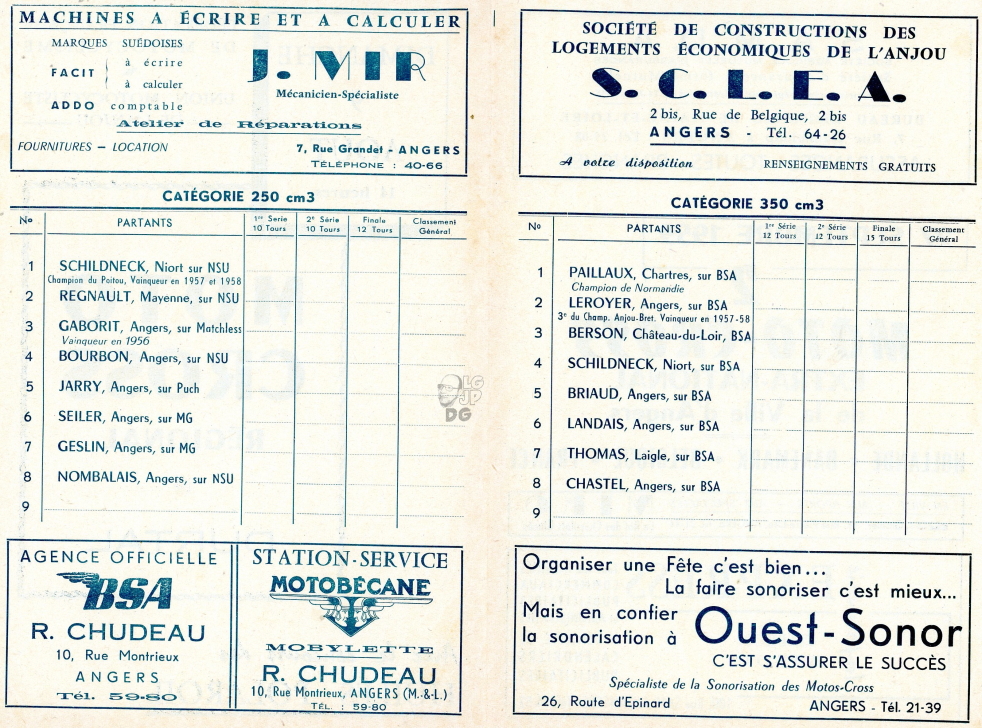 MACHINES A ÉCRIRE ET A CALCULER
MARQUES SUÉDOISES
FACIT
à écrire
à calculer
ADDO comptable
J. MIR
Mécanicien-Spécialiste
Atelier de Réparations
FOURNITURES — LOCATION
7, Rue Grandet - ANGERS
TÉLÉPHONE : 40-66
CATÉGORIE 250 cm3
No PARTANTS 1re Serie 10 Tours 2e Série 10 Tours Finale 12 Tours Classement Général
1 SCHILDNECK, Niort sur NSU
Champion du Poitou, Vainqueur en 1957 et 1958
2 REGNAULT, Mayenne, sur NSU
3 GABORIT, Angers, sur Matchless
Vainqueur en 1956
4 BOURBON, Angers, sur NSU
5 JARRY, Angers, sur Puch
6 SEILER, Angers, sur MG
7 GESLIN, Angers, sur MG
8 NOMBALAIS, Angers, sur NSU
9
AGENCE OFFICIELLE
BSA
R. CHUDEAU
10, Rue Montrieux
ANGERS
Tél. 59-80
STATION-SERVICE
MOTOBÉCANE
MOBYLETTE
R. CHUDEAU
10, Rue Montrieux, ANGERS (M.-&-L.)
TÉL. : 59-80
SOCIÉTÉ DE CONSTRUCTIONS DES
LOGEMENTS ÉCONOMIQUES DE L'ANJOU
S. C. L. E. A.
2 bis, Rue de Belgique, 2 bis
ANGERS - Tél. 64-26
A votre disposition RENSEIGNEMENTS GRATUITS
CATÉGORIE 350 cm3
No PARTANTS 1re Série 12 Tours 2e Série 12 Tours Finale 15 Tours Classement Général
1 PAILLAUX, Chartres, sur BSA
Champion de Normandie
2 LEROYER, Angers, sur BSA
3e du Champ. Anjou-Bret. Vainqueur en 1957-58
3 BERSON, Château-du-Loir, BSA
4 SCHILDNECK, Niort, sur BSA
5 BRIAUD, Angers, sur BSA
6 LANDAIS, Angers, sur BSA
7 THOMAS, Laigle, sur BSA
8 CHASTEL, Angers, sur BSA
9
Organiser une Fête c'est bien...
La faire sonoriser c'est mieux...
Mais en confier
la sonorisation à
Ouest-Sonor
C'EST S'ASSURER LE SUCCÈS
Spécialiste de la Sonorisation des Motos-Cross
26, Route d'Epinard ANGERS - Tél. 21-39
LG
JP
DG